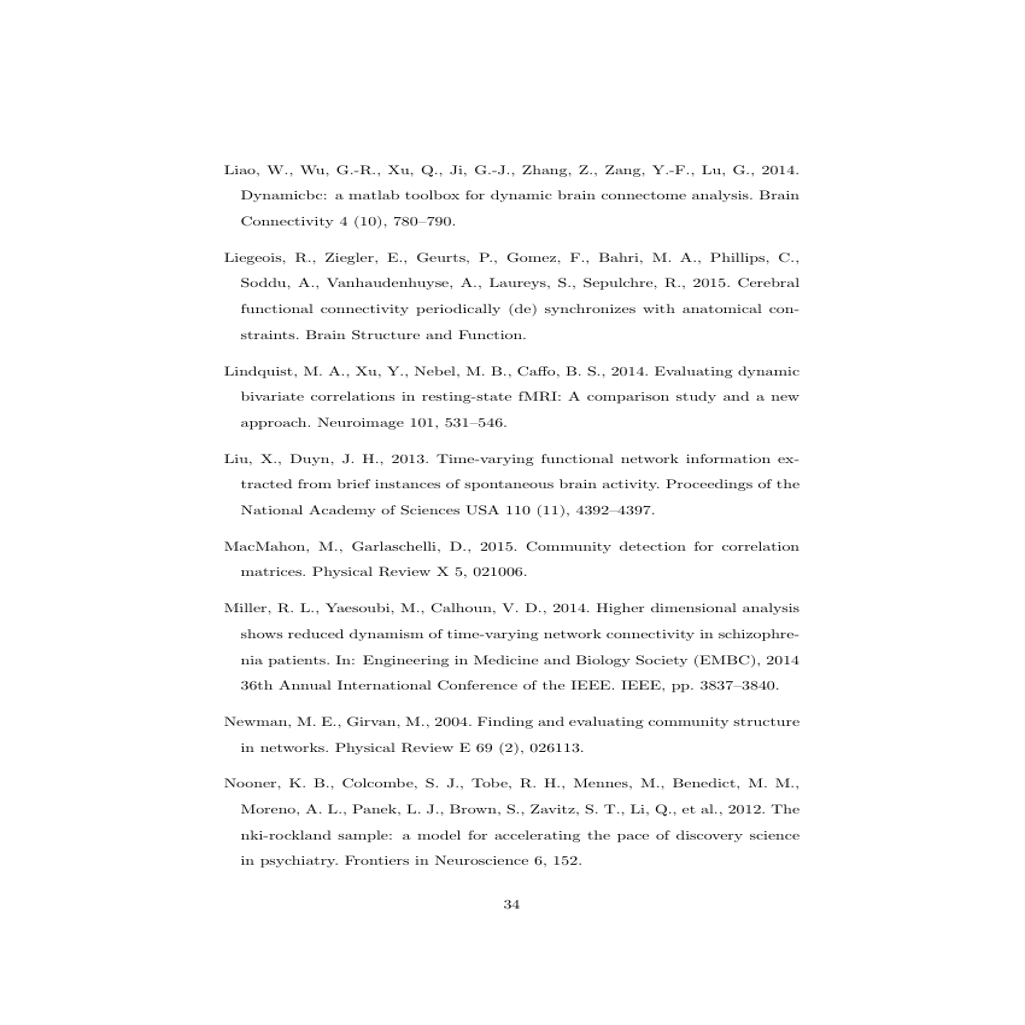 Liao, W., Wu, G.-R., Xu, Q., Ji, G.-J., Zhang, Z., Zang, Y.-F., Lu, G., 2014.
Dynamicbc: a matlab toolbox for dynamic brain connectome analysis. Brain
Connectivity 4 (10), 780–790.
Liegeois, R., Ziegler, E., Geurts, P., Gomez, F., Bahri, M. A., Phillips, C.,
Soddu, A., Vanhaudenhuyse, A., Laureys, S., Sepulchre, R., 2015. Cerebral
functional connectivity periodically (de) synchronizes with anatomical con-
straints. Brain Structure and Function.
Lindquist, M. A., Xu, Y., Nebel, M. B., Caffo, B. S., 2014. Evaluating dynamic
bivariate correlations in resting-state fMRI: A comparison study and a new
approach. Neuroimage 101, 531–546.
Liu, X., Duyn, J. H., 2013. Time-varying functional network information ex-
tracted from brief instances of spontaneous brain activity. Proceedings of the
National Academy of Sciences USA 110 (11), 4392–4397.
MacMahon, M., Garlaschelli, D., 2015. Community detection for correlation
matrices. Physical Review X 5, 021006.
Miller, R. L., Yaesoubi, M., Calhoun, V. D., 2014. Higher dimensional analysis
shows reduced dynamism of time-varying network connectivity in schizophre-
nia patients. In: Engineering in Medicine and Biology Society (EMBC), 2014
36th Annual International Conference of the IEEE. IEEE, pp. 3837–3840.
Newman, M. E., Girvan, M., 2004. Finding and evaluating community structure
in networks. Physical Review E 69 (2), 026113.
Nooner, K. B., Colcombe, S. J., Tobe, R. H., Mennes, M., Benedict, M. M.,
Moreno, A. L., Panek, L. J., Brown, S., Zavitz, S. T., Li, Q., et al., 2012. The
nki-rockland sample: a model for accelerating the pace of discovery science
in psychiatry. Frontiers in Neuroscience 6, 152.
34